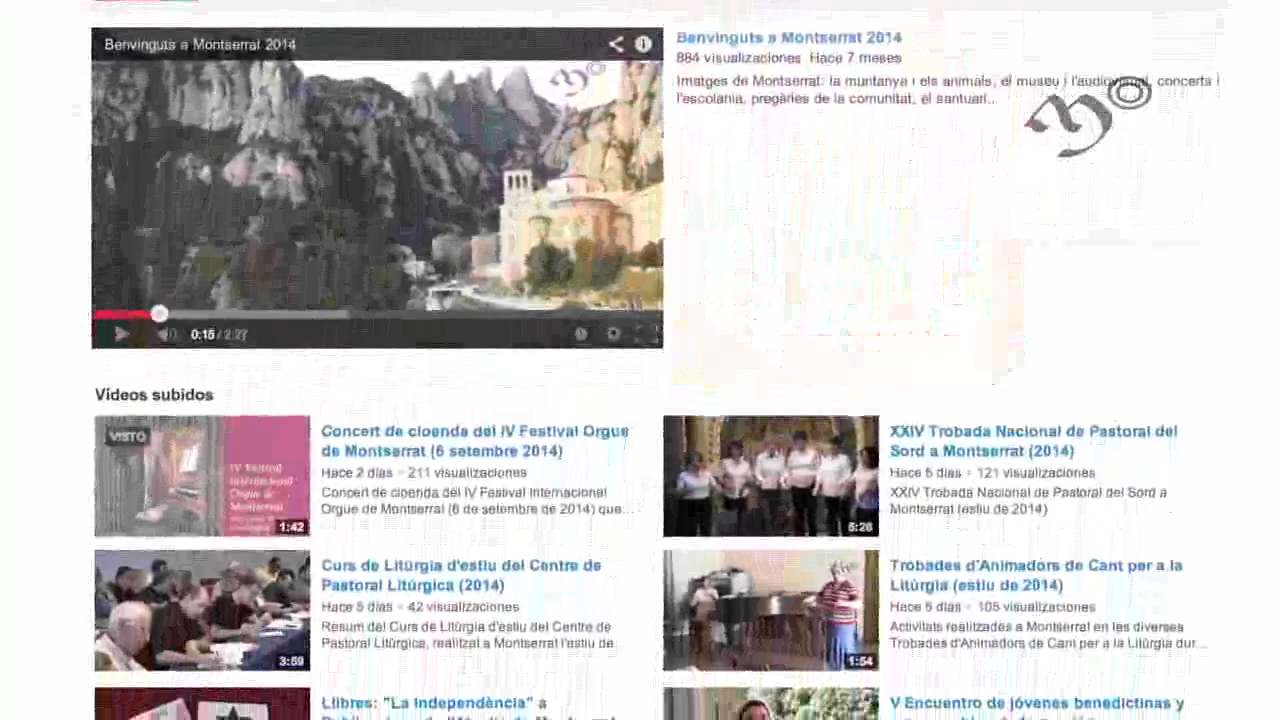 Benvinguts a Montserrat 2014
Benvinguts a Montserrat 2014
884 visualizaciones Hace 7 meses
Imatges de Montserrat: la muntanya i els animals, el museu i l'audiovisual, concerts i
l'escolania, pregàries de la comunitat, el santuari...
0:15 / 2:27
Vídeos subidos
VISTO
IV Festival
Internacional
Orgue de
Montserrat
1:42
Concert de cloenda del IV Festival Orgue
de Montserrat (6 setembre 2014)
Hace 2 días • 211 visualizaciones
Concert de cloenda del IV Festival Internacional
Orgue de Montserrat (6 de setembre de 2014) que...
5:26
XXIV Trobada Nacional de Pastoral del
Sord a Montserrat (2014)
Hace 5 días • 121 visualizaciones
XXIV Trobada Nacional de Pastoral del Sord a
Montserrat (estiu de 2014)
3:59
Curs de Litúrgia d'estiu del Centre de
Pastoral Litúrgica (2014)
Hace 5 días • 42 visualizaciones
Resum del Curs de Litúrgia d'estiu del Centre de
Pastoral Litúrgica, realitzat a Montserrat l'estiu de
1:54
Trobades d'Animadors de Cant per a la
Litúrgia (estiu de 2014)
Hace 5 días • 105 visualizaciones
Activitats realitzades a Montserrat en les diverses
Trobades d'Animadors de Cant per a la Litúrgia dur...
Llibres: "La Independència" a
V Encuentro de jóvenes benedictinas y